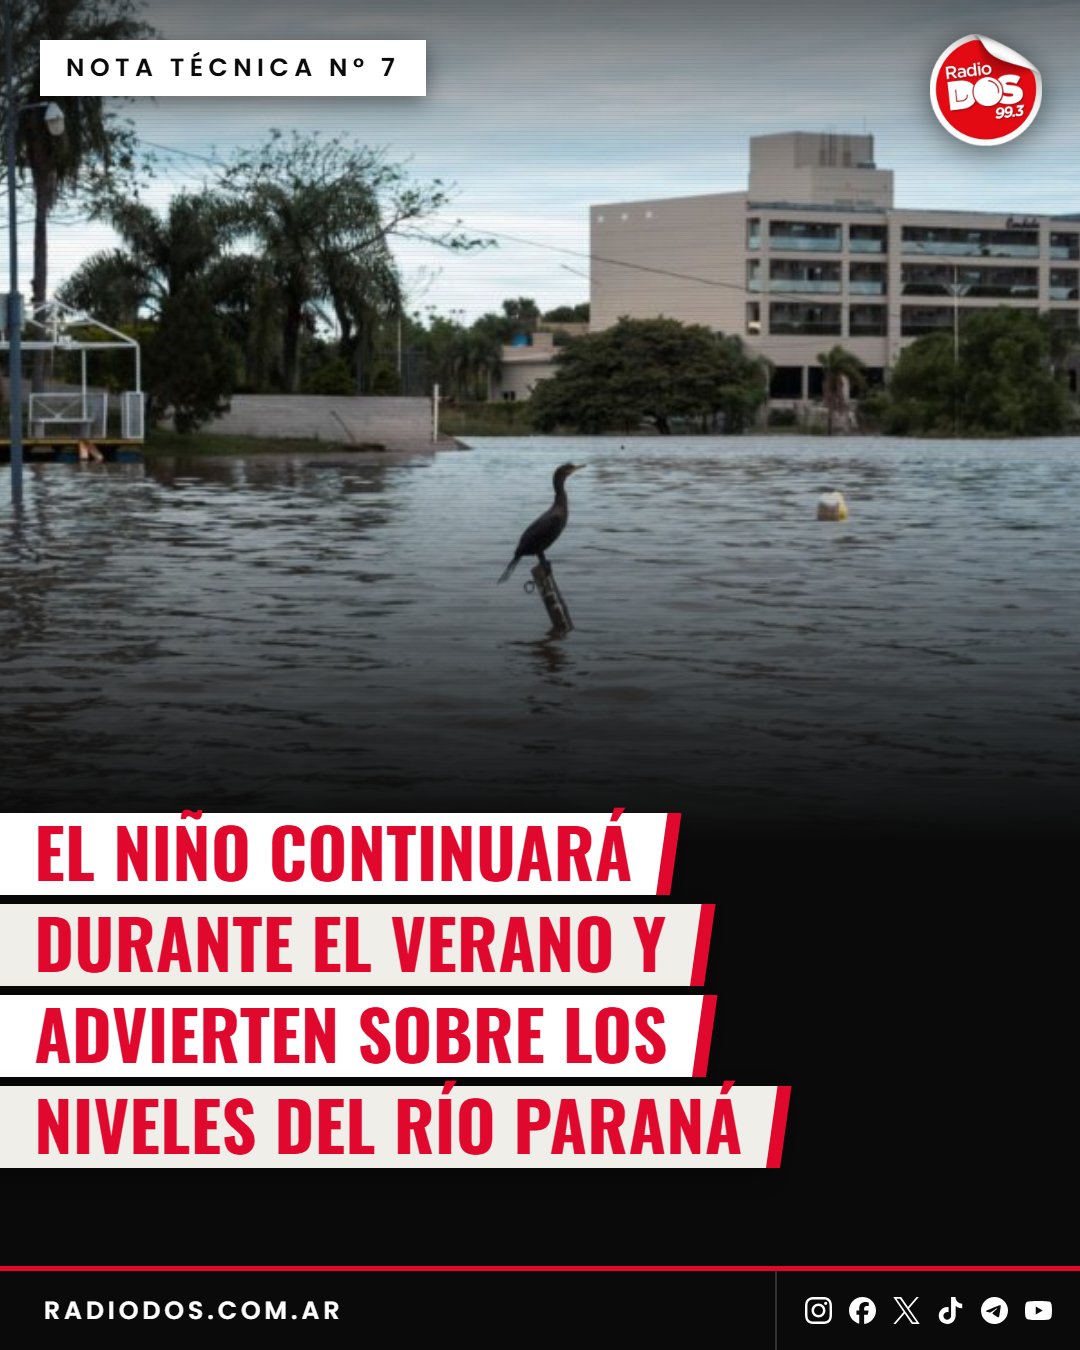 NOTA TÉCNICA Nº 7
Radio
DOS
99.3
EL NIÑO CONTINUARÁ
DURANTE EL VERANO Y
ADVIERTEN SOBRE LOS
NIVELES DEL RÍO PARANÁ
RADIODOS.COM.AR